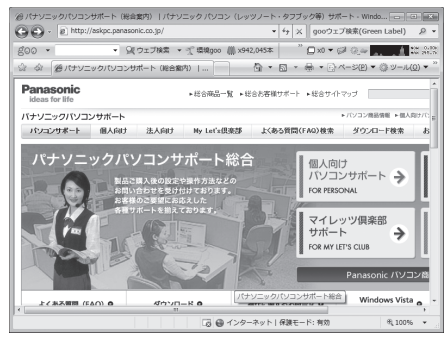 パナソニックパソコンサポート（総合案内）｜パナソニック パソコン（レッツノート・タフブック等）サポート - Windo...
http://askpc.panasonic.co.jp/
gooウェブ検索(Green Label)
goo
ウェブ検索
環境goo
x942,045本
x0
パナソニックパソコンサポート（総合案内）｜ ...
ページ(P)
ツール(O)
Panasonic
ideas for life
総合商品一覧
総合お客様サポート
総合サイトマップ
パナソニックパソコンサポート
パソコン商品情報
個人向けパ
パソコンサポート
個人向け
法人向け
My Let's倶楽部
よくある質問(FAQ)検索
ダウンロード検索
お
パナソニックパソコンサポート総合
製品ご購入後の設定や操作方法などの
お問い合わせを受け付けております。
お客様のご要望にお応えした
各種サポートを揃えております。
個人向け
パソコンサポート
FOR PERSONAL
マイレッツ倶楽部
サポート
FOR MY LET'S CLUB
Panasonic パソコン商
よくある質問（FAQ）
ダウンロード
パナソニックパソコンサポート総合
Windows Vista
インターネット | 保護モード: 有効
100%